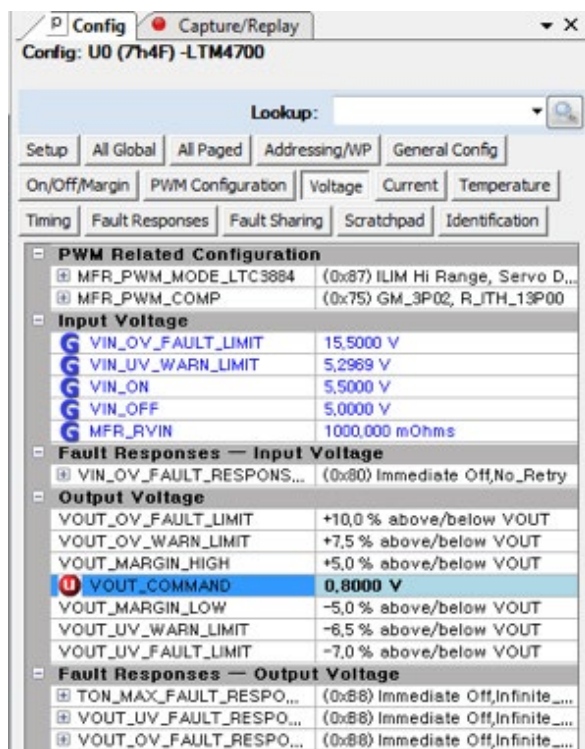 Config Capture/Replay
Config: U0 (7'h4F) -LTM4700
Lookup:
Setup All Global All Paged Addressing/WP General Config
On/Off/Margin PWM Configuration Voltage Current Temperature
Timing Fault Responses Fault Sharing Scratchpad Identification
PWM Related Configuration
MFR_PWM_MODE_LTC3884 (0x87) ILIM Hi Range, Servo D...
MFR_PWM_COMP (0x75) GM_3P02, R_ITH_13P00
Input Voltage
G VIN_OV_FAULT_LIMIT 15,5000 V
G VIN_UV_WARN_LIMIT 5,2969 V
G VIN_ON 5,5000 V
G VIN_OFF 5,0000 V
G MFR_RVIN 1000,000 mOhms
Fault Responses — Input Voltage
VIN_OV_FAULT_RESPONS... (0x80) Immediate Off,No_Retry
Output Voltage
VOUT_OV_FAULT_LIMIT +10,0 % above/below VOUT
VOUT_OV_WARN_LIMIT +7,5 % above/below VOUT
VOUT_MARGIN_HIGH +5,0 % above/below VOUT
U VOUT_COMMAND 0,8000 V
VOUT_MARGIN_LOW -5,0 % above/below VOUT
VOUT_UV_WARN_LIMIT -6,5 % above/below VOUT
VOUT_UV_FAULT_LIMIT -7,0 % above/below VOUT
Fault Responses — Output Voltage
TON_MAX_FAULT_RESPO... (0xB8) Immediate Off,Infinite_...
VOUT_UV_FAULT_RESPO... (0xB8) Immediate Off,Infinite_...
VOUT_OV_FAULT_RESPO... (0xB8) Immediate Off,Infinite_...